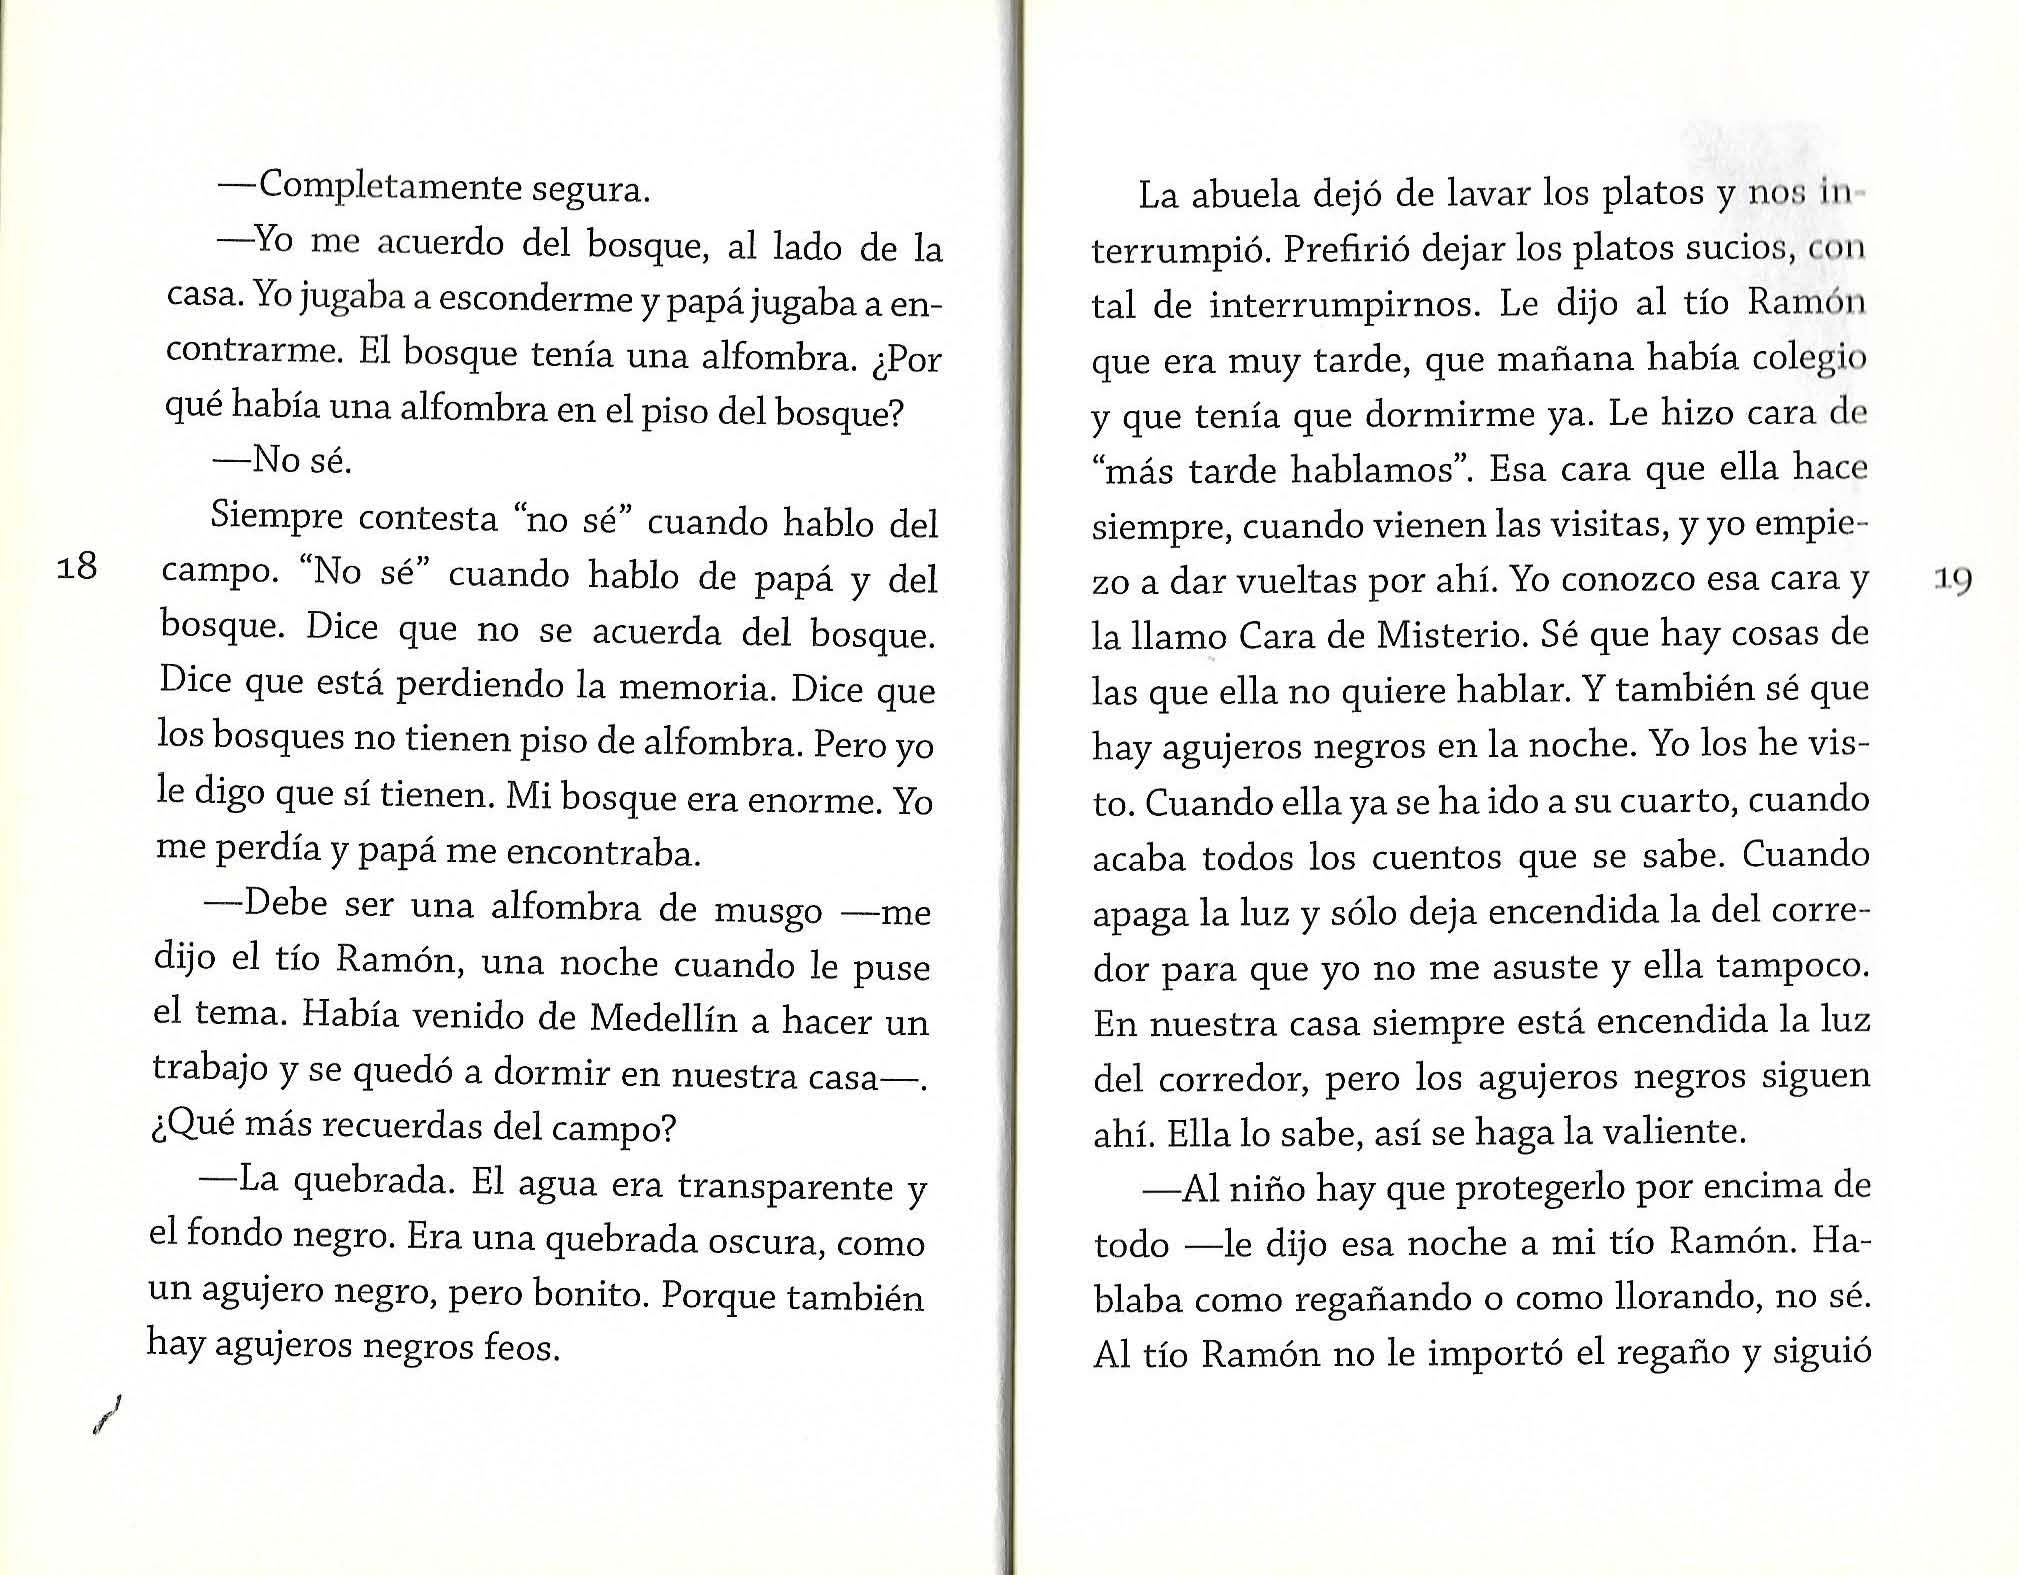 —Completamente segura.
—Yo me acuerdo del bosque, al lado de la
casa. Yo jugaba a esconderme y papá jugaba a en-
contrarme. El bosque tenía una alfombra. ¿Por
qué había una alfombra en el piso del bosque?
—No sé.
Siempre contesta “no sé” cuando hablo del
campo. “No sé” cuando hablo de papá y del
bosque. Dice que no se acuerda del bosque.
Dice que está perdiendo la memoria. Dice que
los bosques no tienen piso de alfombra. Pero yo
le digo que sí tienen. Mi bosque era enorme. Yo
me perdía y papá me encontraba.
—Debe ser una alfombra de musgo —me
dijo el tío Ramón, una noche cuando le puse
el tema. Había venido de Medellín a hacer un
trabajo y se quedó a dormir en nuestra casa—.
¿Qué más recuerdas del campo?
—La quebrada. El agua era transparente y
el fondo negro. Era una quebrada oscura, como
un agujero negro, pero bonito. Porque también
hay agujeros negros feos.
18
La abuela dejó de lavar los platos y nos in-
terrumpió. Prefirió dejar los platos sucios, con
tal de interrumpirnos. Le dijo al tío Ramón
que era muy tarde, que mañana había colegio
y que tenía que dormirme ya. Le hizo cara de
“más tarde hablamos”. Esa cara que ella hace
siempre, cuando vienen las visitas, y yo empie-
zo a dar vueltas por ahí. Yo conozco esa cara y
la llamo Cara de Misterio. Sé que hay cosas de
las que ella no quiere hablar. Y también sé que
hay agujeros negros en la noche. Yo los he vis-
to. Cuando ella ya se ha ido a su cuarto, cuando
acaba todos los cuentos que se sabe. Cuando
apaga la luz y sólo deja encendida la del corre-
dor para que yo no me asuste y ella tampoco.
En nuestra casa siempre está encendida la luz
del corredor, pero los agujeros negros siguen
ahí. Ella lo sabe, así se haga la valiente.
—Al niño hay que protegerlo por encima de
todo —le dijo esa noche a mi tío Ramón. Ha-
blaba como regañando o como llorando, no sé.
Al tío Ramón no le importó el regaño y siguió
19